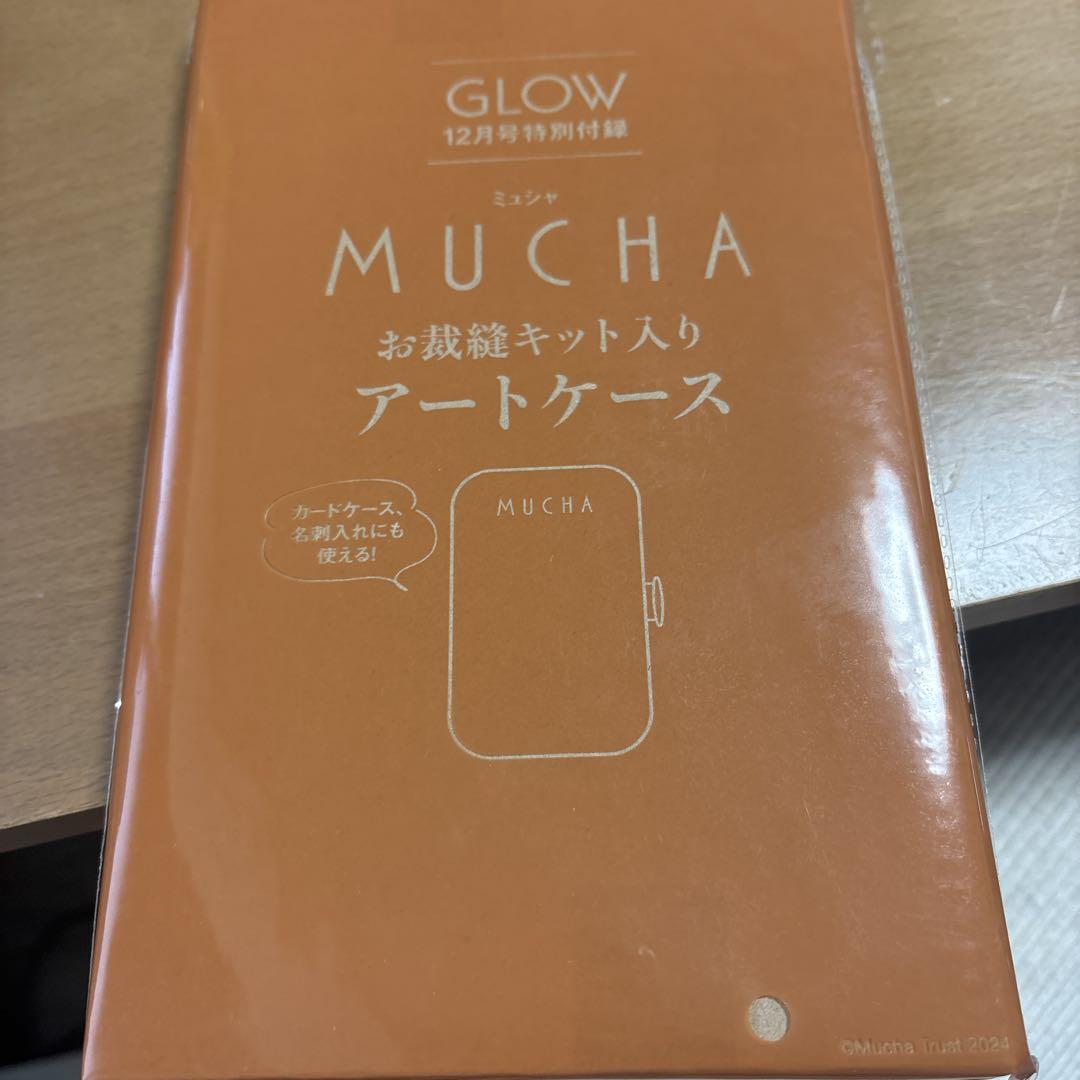 GLOW
12月号特別付録
ミュシャ
MUCHA
お裁縫キット入り
アートケース
カードケース、
名刺入れにも
使える!
MUCHA
©Mucha Trust 2024